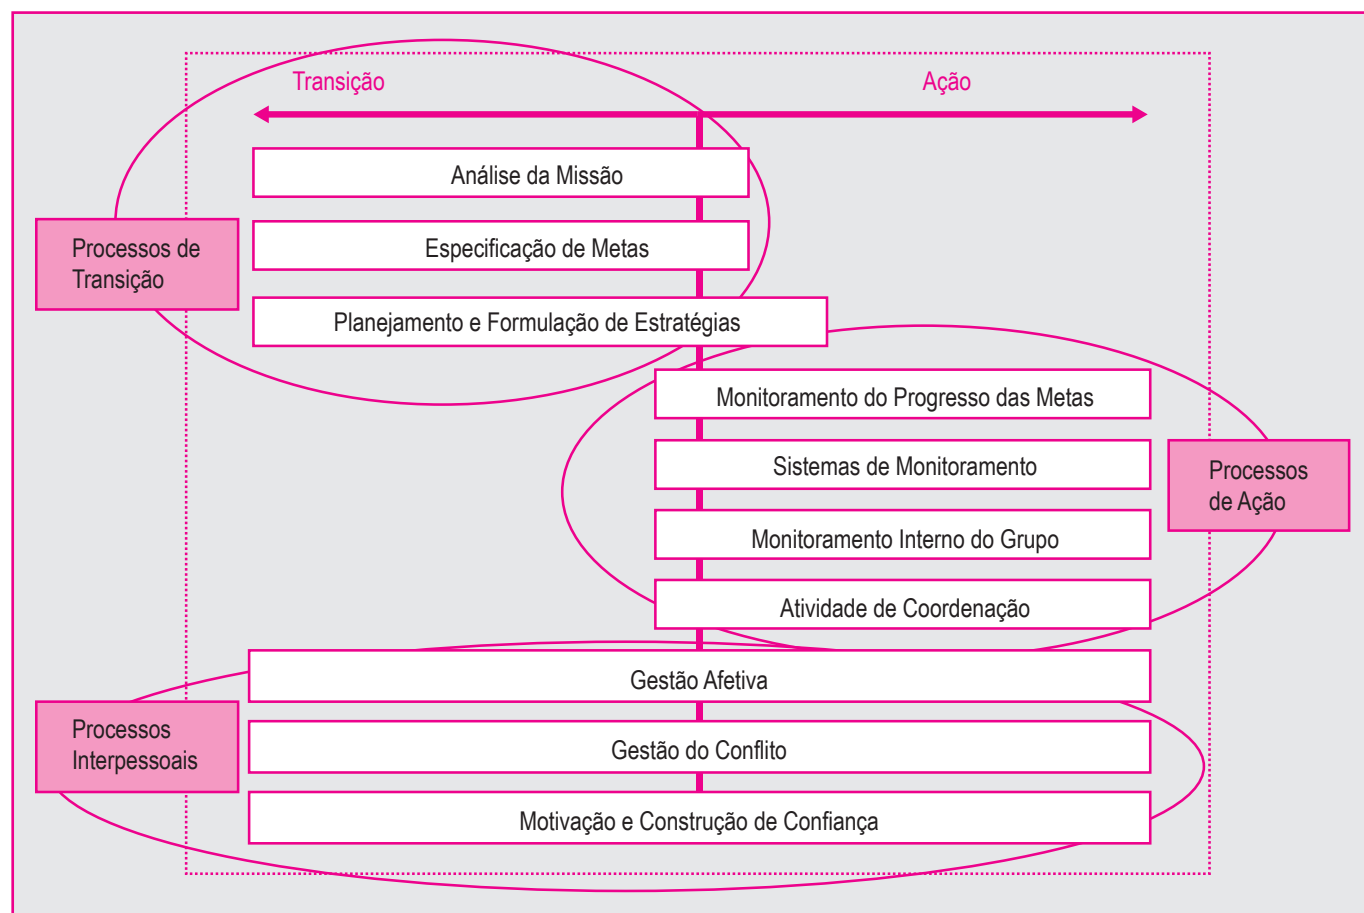 Transição
Ação
Análise da Missão
Processos de
Transição
Especificação de Metas
Planejamento e Formulação de Estratégias
Monitoramento do Progresso das Metas
Sistemas de Monitoramento
Processos
de Ação
Monitoramento Interno do Grupo
Atividade de Coordenação
Gestão Afetiva
Processos
Interpessoais
Gestão do Conflito
Motivação e Construção de Confiança